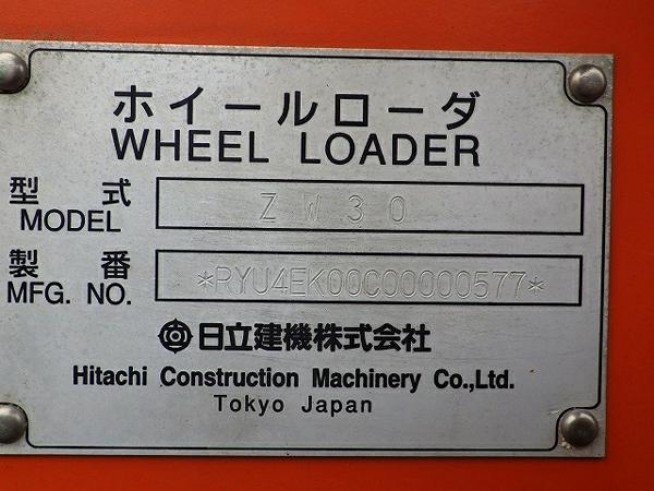 ホイールローダ
WHEEL LOADER
型 式
MODEL
ZW30
製 番
MFG. NO.
*RYU4EK00C00000577*
日立建機株式会社
Hitachi Construction Machinery Co.,Ltd.
Tokyo Japan